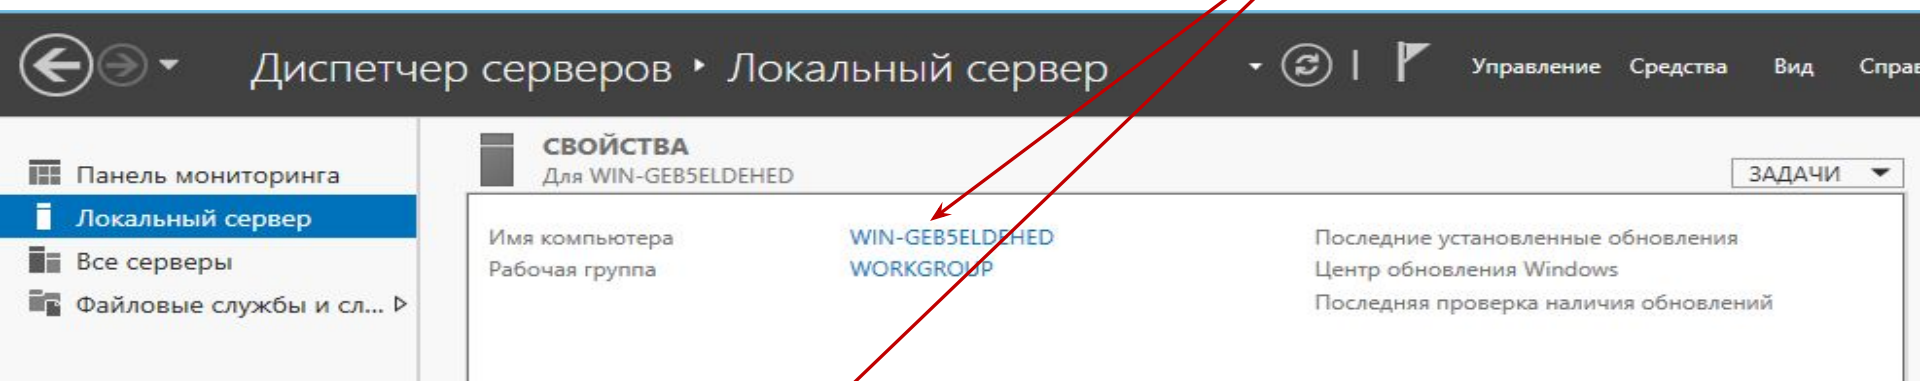 Диспетчер серверов ‣ Локальный сервер
Управление Средства Вид
Панель мониторинга
Локальный сервер
Все серверы
Файловые службы и сл...
СВОЙСТВА
Для WIN-GEB5ELDEHED
ЗАДАЧИ
Имя компьютера WIN-GEB5ELDEHED
Рабочая группа WORKGROUP
Последние установленные обновления
Центр обновления Windows
Последняя проверка наличия обновлений